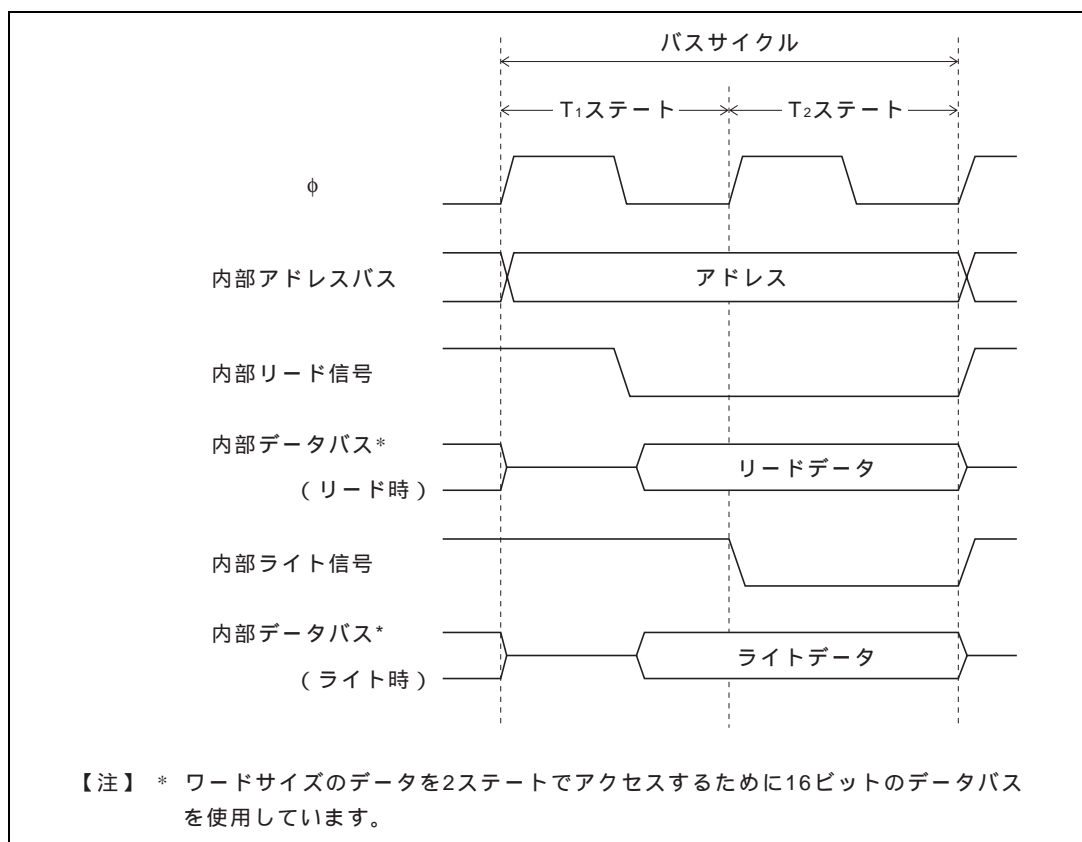 バスサイクル
T1ステート T2ステート
φ
内部アドレスバス アドレス
内部リード信号
内部データバス*
(リード時) リードデータ
内部ライト信号
内部データバス*
(ライト時) ライトデータ
【注】 * ワードサイズのデータを2ステートでアクセスするために16ビットのデータバス
を使用しています。